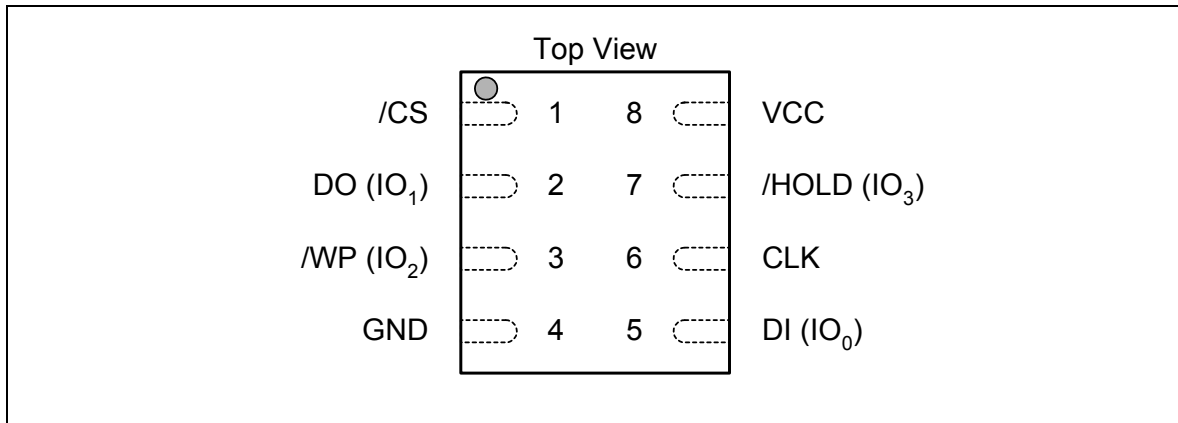 Top View
/CS 1 8 VCC
DO (IO₁) 2 7 /HOLD (IO₃)
/WP (IO₂) 3 6 CLK
GND 4 5 DI (IO₀)